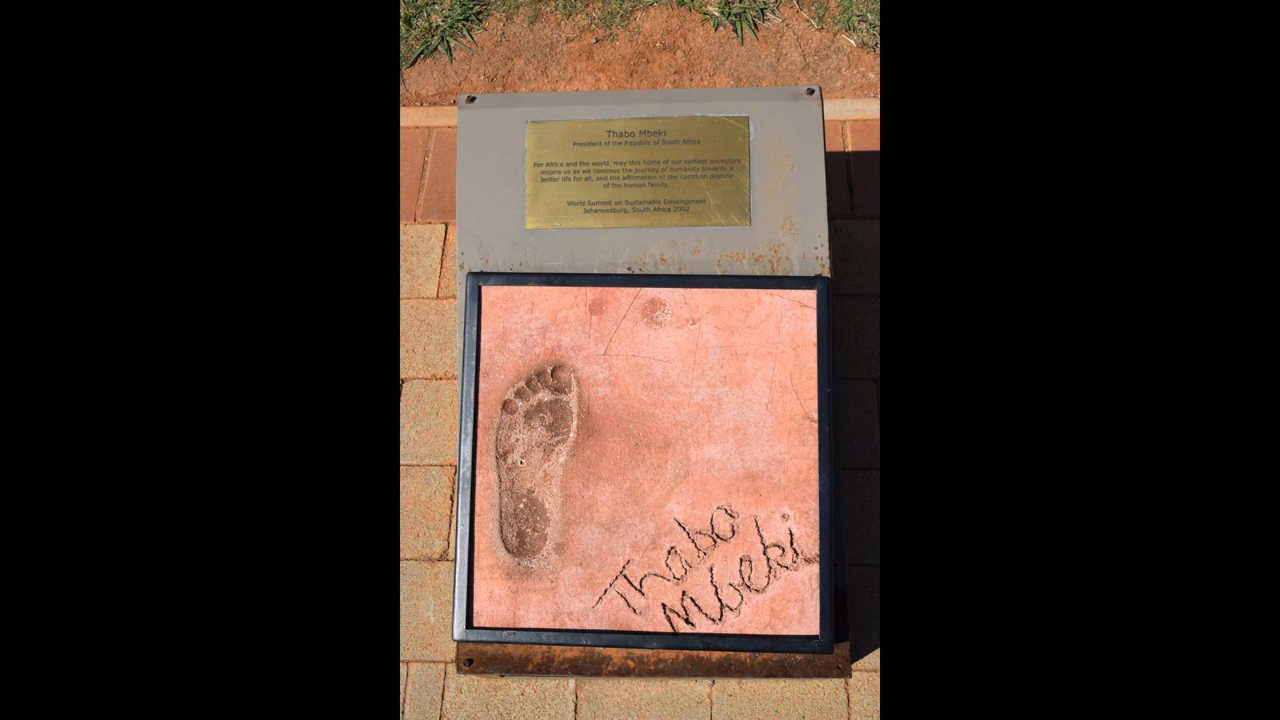 Thabo Mbeki
President of the Republic of South Africa
For Africa and the world, may this home of our earliest ancestors
inspire us as we continue the journey of humanity towards a
better life for all, and the affirmation of the common destiny
of the human family.
World Summit on Sustainable Development
Johannesburg, South Africa 2002
Thabo
Mbeki